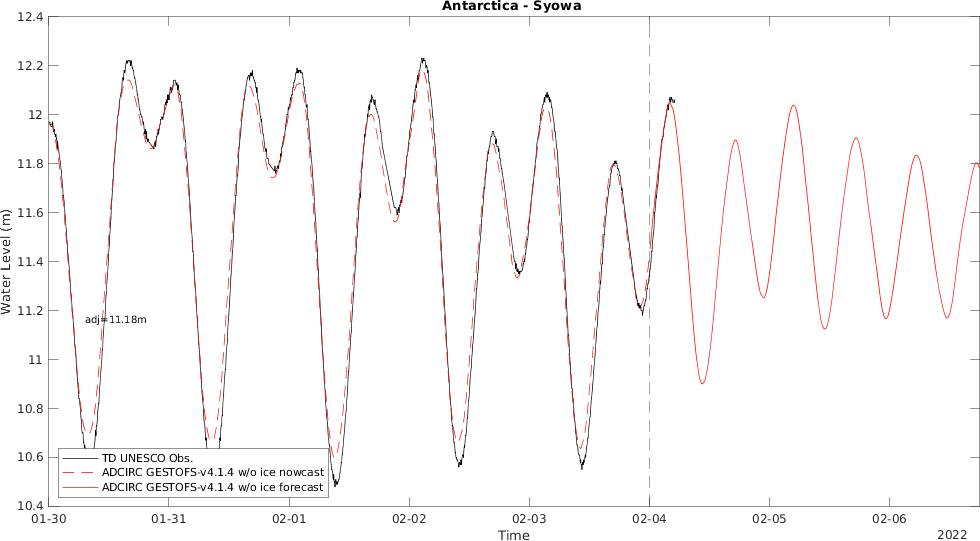 Antarctica - Syowa
Water Level (m)
12.4
12.2
12
11.8
11.6
11.4
11.2
11
10.8
10.6
10.4
adj=11.18m
TD UNESCO Obs.
ADCIRC GESTOFS-v4.1.4 w/o ice nowcast
ADCIRC GESTOFS-v4.1.4 w/o ice forecast
01-30 01-31 02-01 02-02 02-03 02-04 02-05 02-06
Time
2022